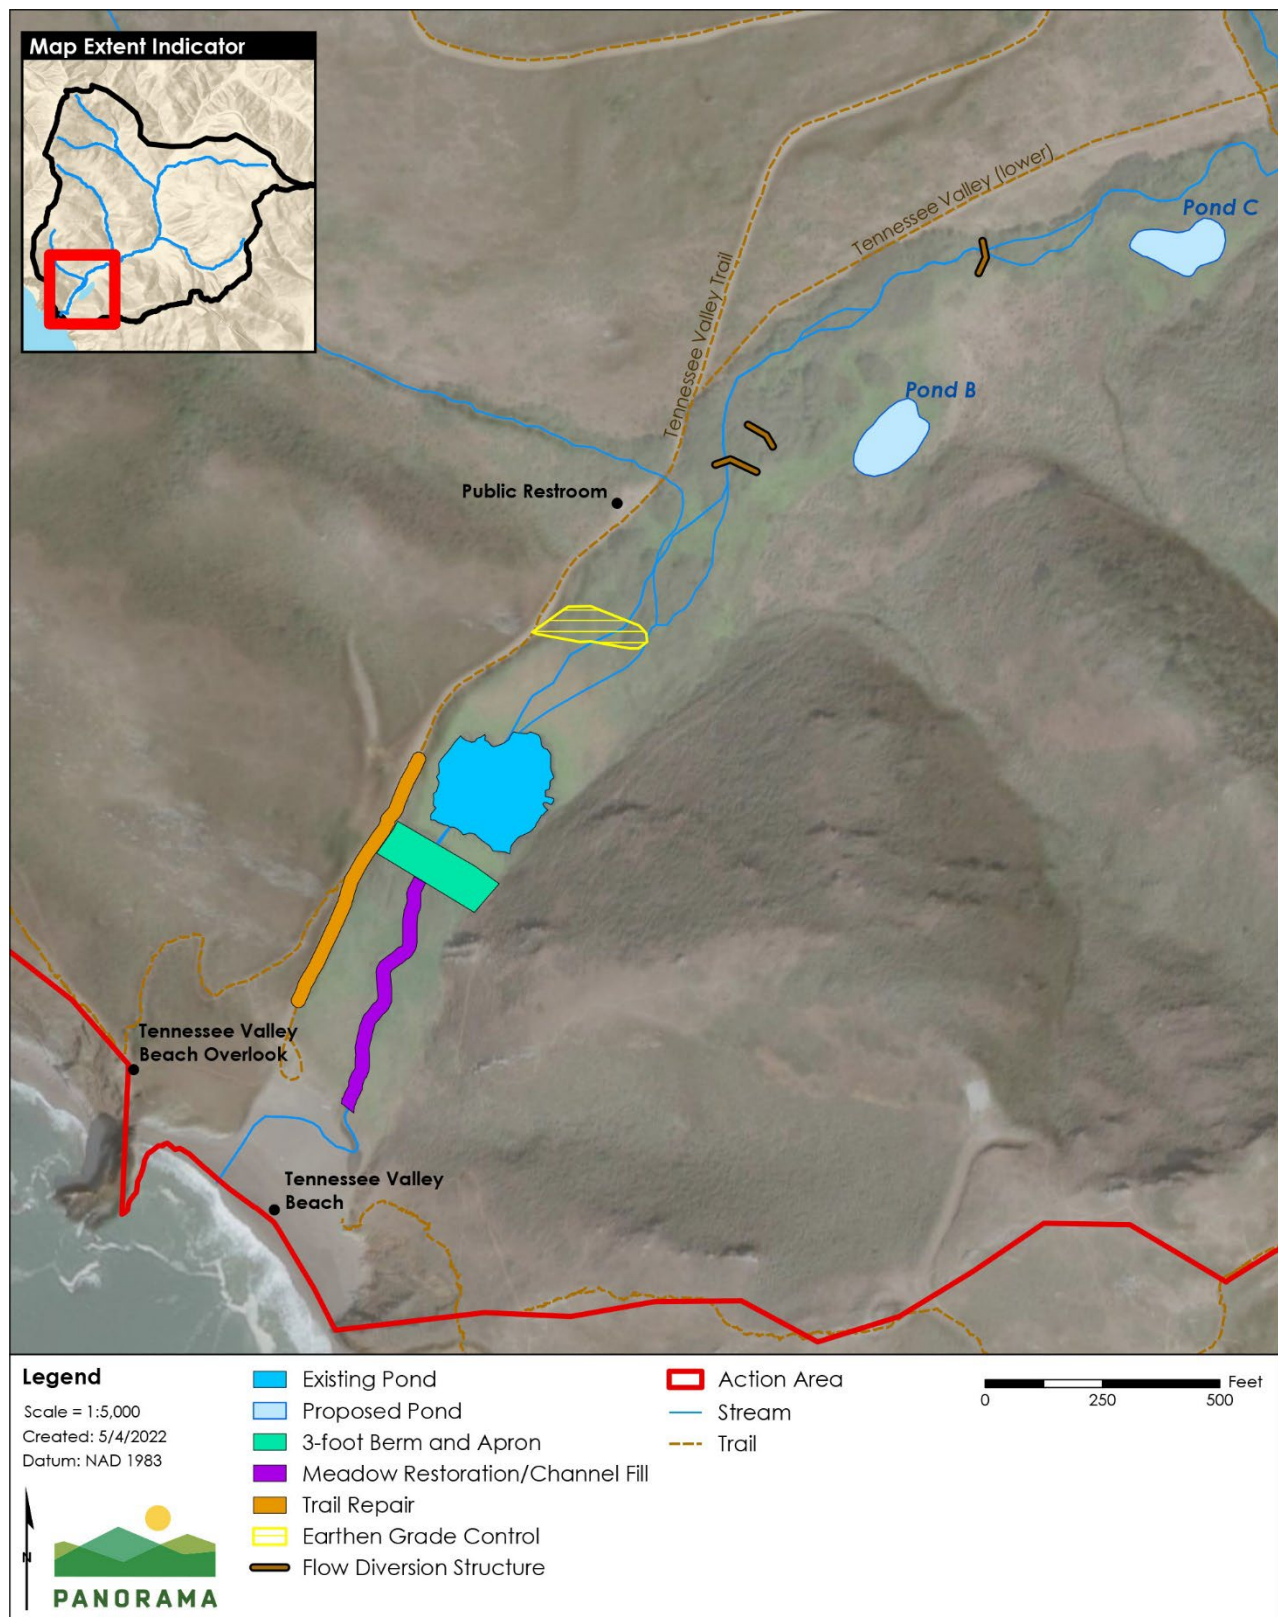 Map Extent Indicator
Pond C
Tennessee Valley (lower)
Tennessee Valley Trail
Pond B
Public Restroom
Tennessee Valley
Beach Overlook
Tennessee Valley
Beach
Legend
Scale = 1:5,000
Created: 5/4/2022
Datum: NAD 1983
N
PANORAMA
Existing Pond
Proposed Pond
3-foot Berm and Apron
Meadow Restoration/Channel Fill
Trail Repair
Earthen Grade Control
Flow Diversion Structure
Action Area
Stream
Trail
Feet
0 250 500